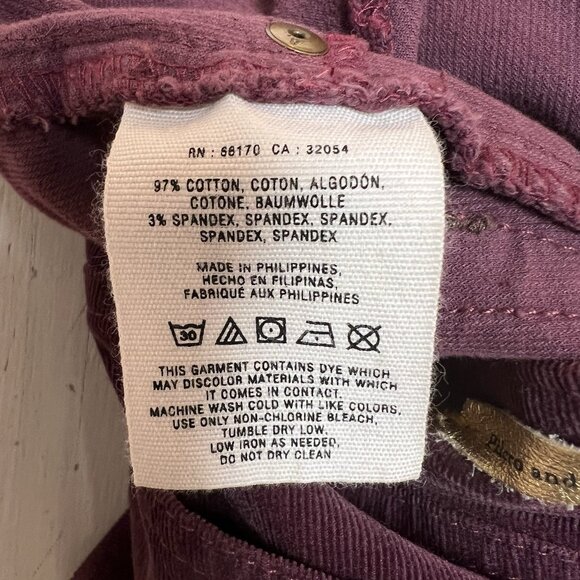 RN : 66170 CA : 32054
97% COTTON, COTON, ALGODÓN,
COTONE, BAUMWOLLE
3% SPANDEX, SPANDEX, SPANDEX,
SPANDEX, SPANDEX
MADE IN PHILIPPINES,
HECHO EN FILIPINAS,
FABRIQUÉ AUX PHILIPPINES
30
THIS GARMENT CONTAINS DYE WHICH
MAY DISCOLOR MATERIALS WITH WHICH
IT COMES IN CONTACT.
MACHINE WASH COLD WITH LIKE COLORS,
USE ONLY NON-CHLORINE BLEACH,
TUMBLE DRY LOW,
LOW IRON AS NEEDED,
DO NOT DRY CLEAN
and